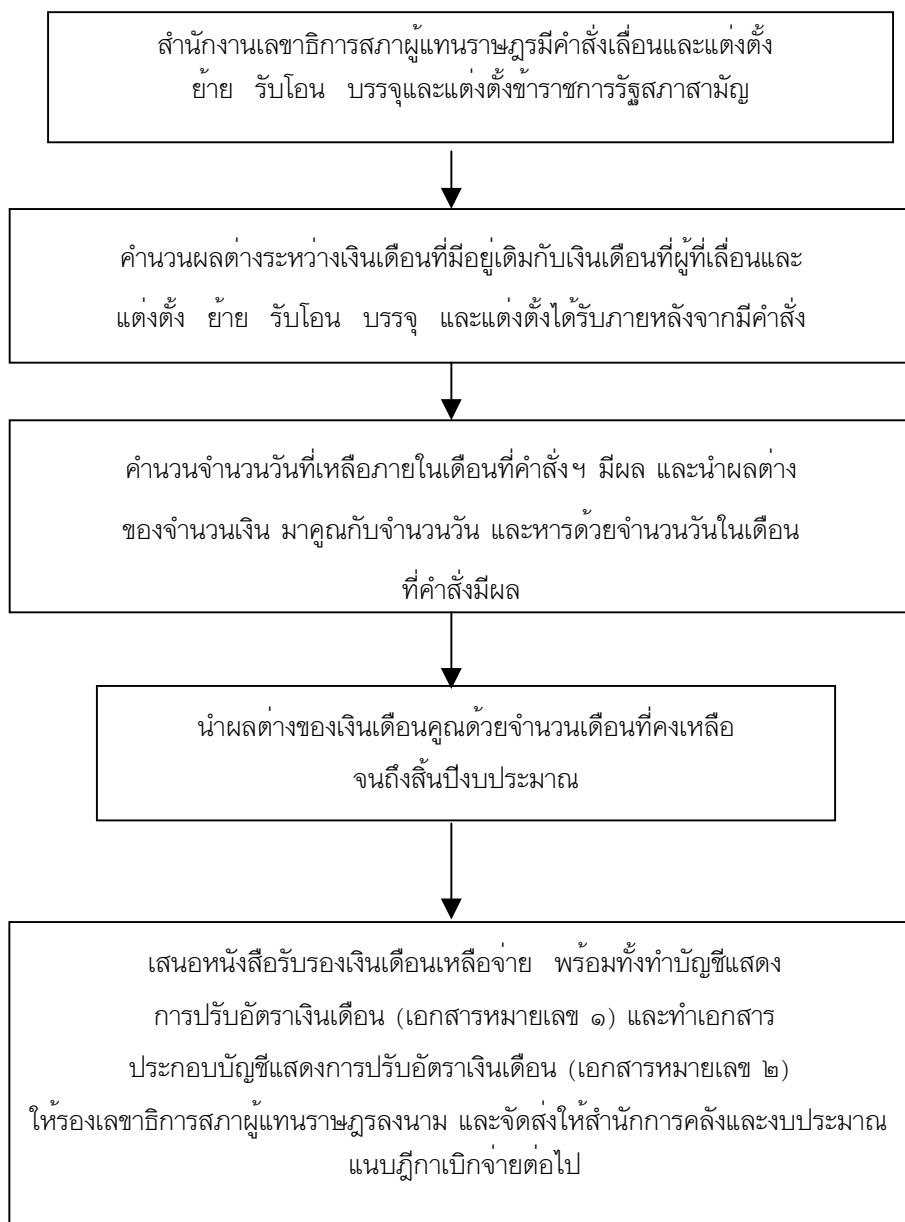 สำนักงานเลขาธิการสภาผู้แทนราษฎรมีคำสั่งเลื่อนและแต่งตั้ง
ย้าย รับโอน บรรจุและแต่งตั้งข้าราชการรัฐสภาสามัญ
คำนวนผลต่างระหว่างเงินเดือนที่มีอยู่เดิมกับเงินเดือนที่ผู้ที่เลื่อนและ
แต่งตั้ง ย้าย รับโอน บรรจุ และแต่งตั้งได้รับภายหลังจากมีคำสั่ง
คำนวนจำนวนวันที่เหลือภายในเดือนที่คำสั่งฯ มีผล และนำผลต่าง
ของจำนวนเงิน มาคูณกับจำนวนวัน และหารด้วยจำนวนวันในเดือน
ที่คำสั่งมีผล
นำผลต่างของเงินเดือนคูณด้วยจำนวนเดือนที่คงเหลือ
จนถึงสิ้นปีงบประมาณ
เสนอหนังสือรับรองเงินเดือนเหลือจ่าย พร้อมทั้งทำบัญชีแสดง
การปรับอัตราเงินเดือน (เอกสารหมายเลข ๑) และทำเอกสาร
ประกอบบัญชีแสดงการปรับอัตราเงินเดือน (เอกสารหมายเลข ๒)
ให้รองเลขาธิการสภาผู้แทนราษฎรลงนาม และจัดส่งให้สำนักการคลังและงบประมาณ
แนบฎีกาเบิกจ่ายต่อไป